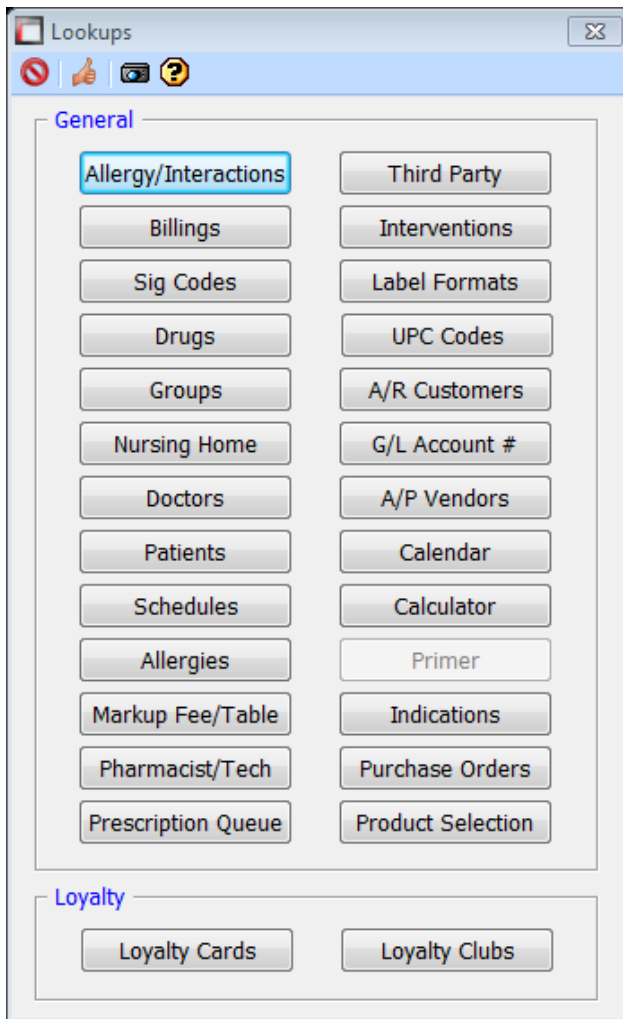 Lookups
General
Allergy/Interactions Third Party
Billings Interventions
Sig Codes Label Formats
Drugs UPC Codes
Groups A/R Customers
Nursing Home G/L Account #
Doctors A/P Vendors
Patients Calendar
Schedules Calculator
Allergies Primer
Markup Fee/Table Indications
Pharmacist/Tech Purchase Orders
Prescription Queue Product Selection
Loyalty
Loyalty Cards Loyalty Clubs